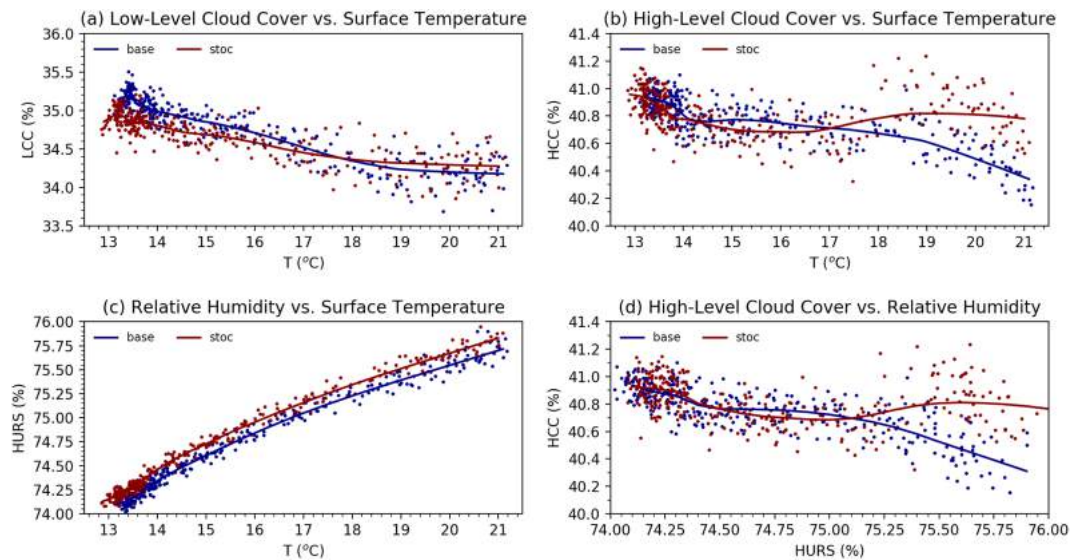 (a) Low-Level Cloud Cover vs. Surface Temperature
36.0
35.5
35.0
34.5
34.0
33.5
LCC (%)
base
stoc
13 14 15 16 17 18 19 20 21
T (°C)
(b) High-Level Cloud Cover vs. Surface Temperature
41.4
41.2
41.0
40.8
40.6
40.4
40.2
40.0
HCC (%)
base
stoc
13 14 15 16 17 18 19 20 21
T (°C)
(c) Relative Humidity vs. Surface Temperature
76.00
75.75
75.50
75.25
75.00
74.75
74.50
74.25
74.00
HURS (%)
base
stoc
13 14 15 16 17 18 19 20 21
T (°C)
(d) High-Level Cloud Cover vs. Relative Humidity
41.4
41.2
41.0
40.8
40.6
40.4
40.2
40.0
HCC (%)
base
stoc
74.00 74.25 74.50 74.75 75.00 75.25 75.50 75.75 76.00
HURS (%)